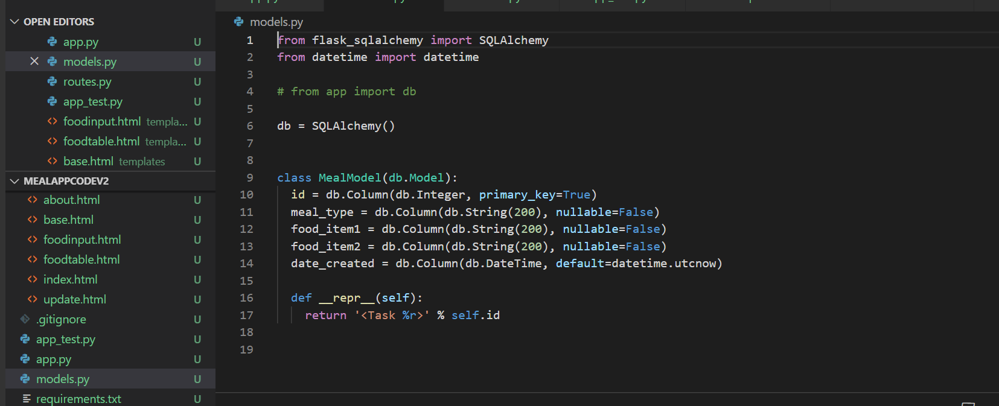 OPEN EDITORS
app.py U
models.py U
routes.py U
app_test.py U
foodinput.html templa... U
foodtable.html templa... U
base.html templates U
MEALAPPCODEV2
about.html U
base.html U
foodinput.html U
foodtable.html U
index.html U
update.html U
.gitignore U
app_test.py U
app.py U
models.py U
requirements.txt U
models.py
1 from flask_sqlalchemy import SQLAlchemy
2 from datetime import datetime
3
4 # from app import db
5
6 db = SQLAlchemy()
7
8
9 class MealModel(db.Model):
10 id = db.Column(db.Integer, primary_key=True)
11 meal_type = db.Column(db.String(200), nullable=False)
12 food_item1 = db.Column(db.String(200), nullable=False)
13 food_item2 = db.Column(db.String(200), nullable=False)
14 date_created = db.Column(db.DateTime, default=datetime.utcnow)
15
16 def __repr__(self):
17 return '<Task %r>' % self.id
18
19